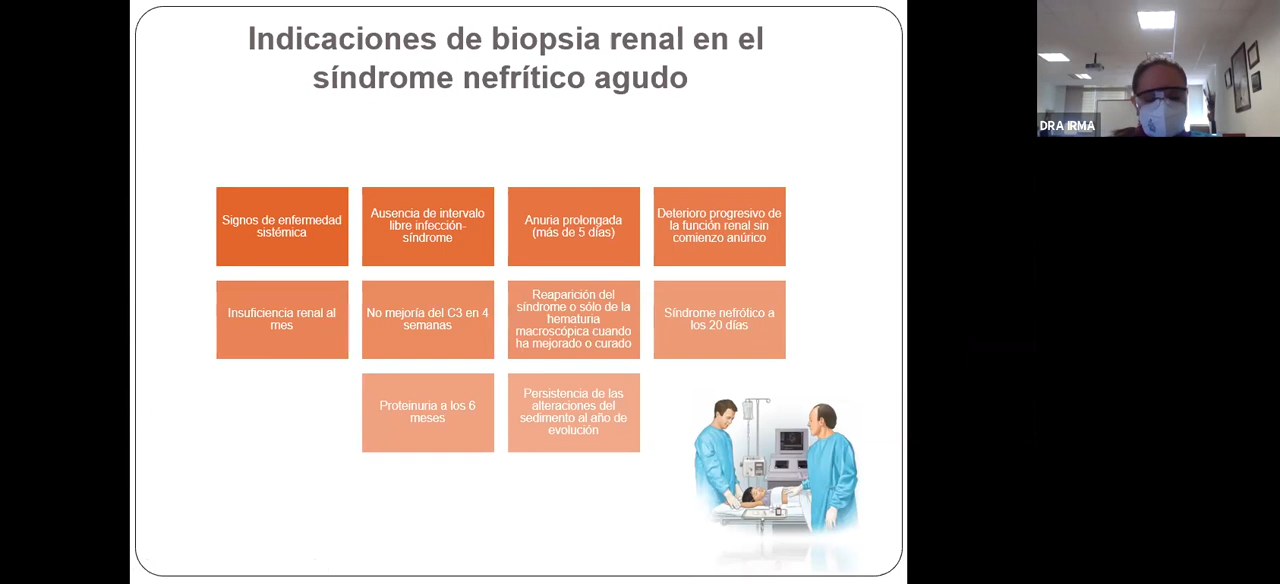 Indicaciones de biopsia renal en el
síndrome nefrítico agudo
Signos de enfermedad
sistémica
Ausencia de intervalo
libre infección-
síndrome
Anuria prolongada
(más de 5 días)
Deterioro progresivo de
la función renal sin
comienzo anúrico
Insuficiencia renal al
mes
No mejoría del C3 en 4
semanas
Reaparición del
síndrome o sólo de la
hematuria
macroscópica cuando
ha mejorado o curado
Síndrome nefrótico a
los 20 días
Proteinuria a los 6
meses
Persistencia de las
alteraciones del
sedimento al año de
evolución
DRA IRMA